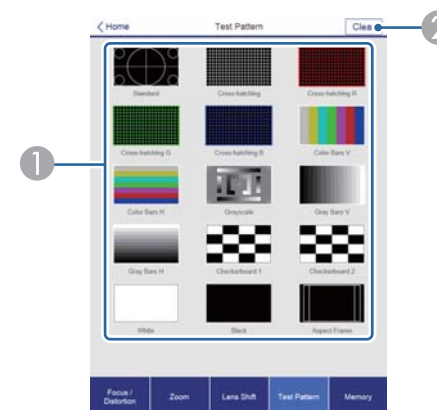 Home Test Pattern Clea
2
Standard Cross-hatching Cross-hatching R
1
Cross-hatching G Cross-hatching B Color Bars V
Color Bars H Grayscale Gray Bars V
Gray Bars H Checkerboard 1 Checkerboard 2
White Black Aspect Frame
Focus / Distortion Zoom Lens Shift Test Pattern Memory